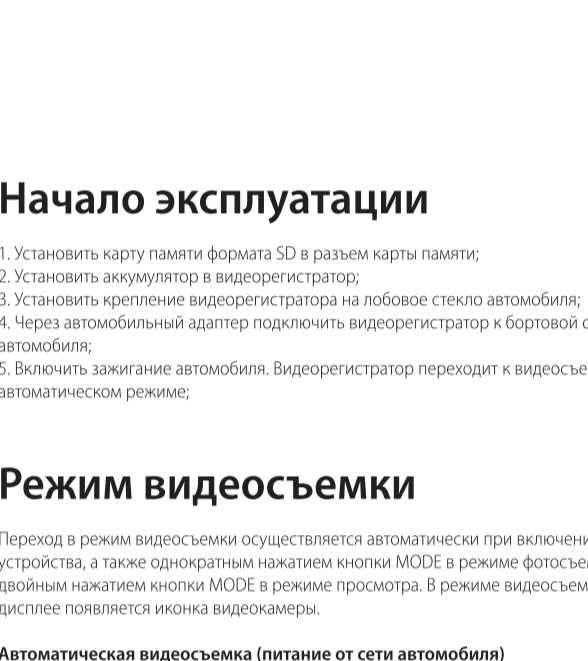 Начало эксплуатации
1. Установить карту памяти формата SD в разъем карты памяти;
2. Установить аккумулятор в видеорегистратор;
3. Установить крепление видеорегистратора на лобовое стекло автомобиля;
4. Через автомобильный адаптер подключить видеорегистратор к бортовой
автомобиля;
5. Включить зажигание автомобиля. Видеорегистратор переходит к
автоматическом режиме;
Режим видеосъемки
Переход в режим видеосъемки осуществляется автоматически при
устройства, а также однократным нажатием кнопки MODE в режиме
двойным нажатием кнопки MODE в режиме просмотра. В режиме
дисплее появляется иконка видеокамеры.
Автоматическая видеосъемка (питание от сети автомобиля)